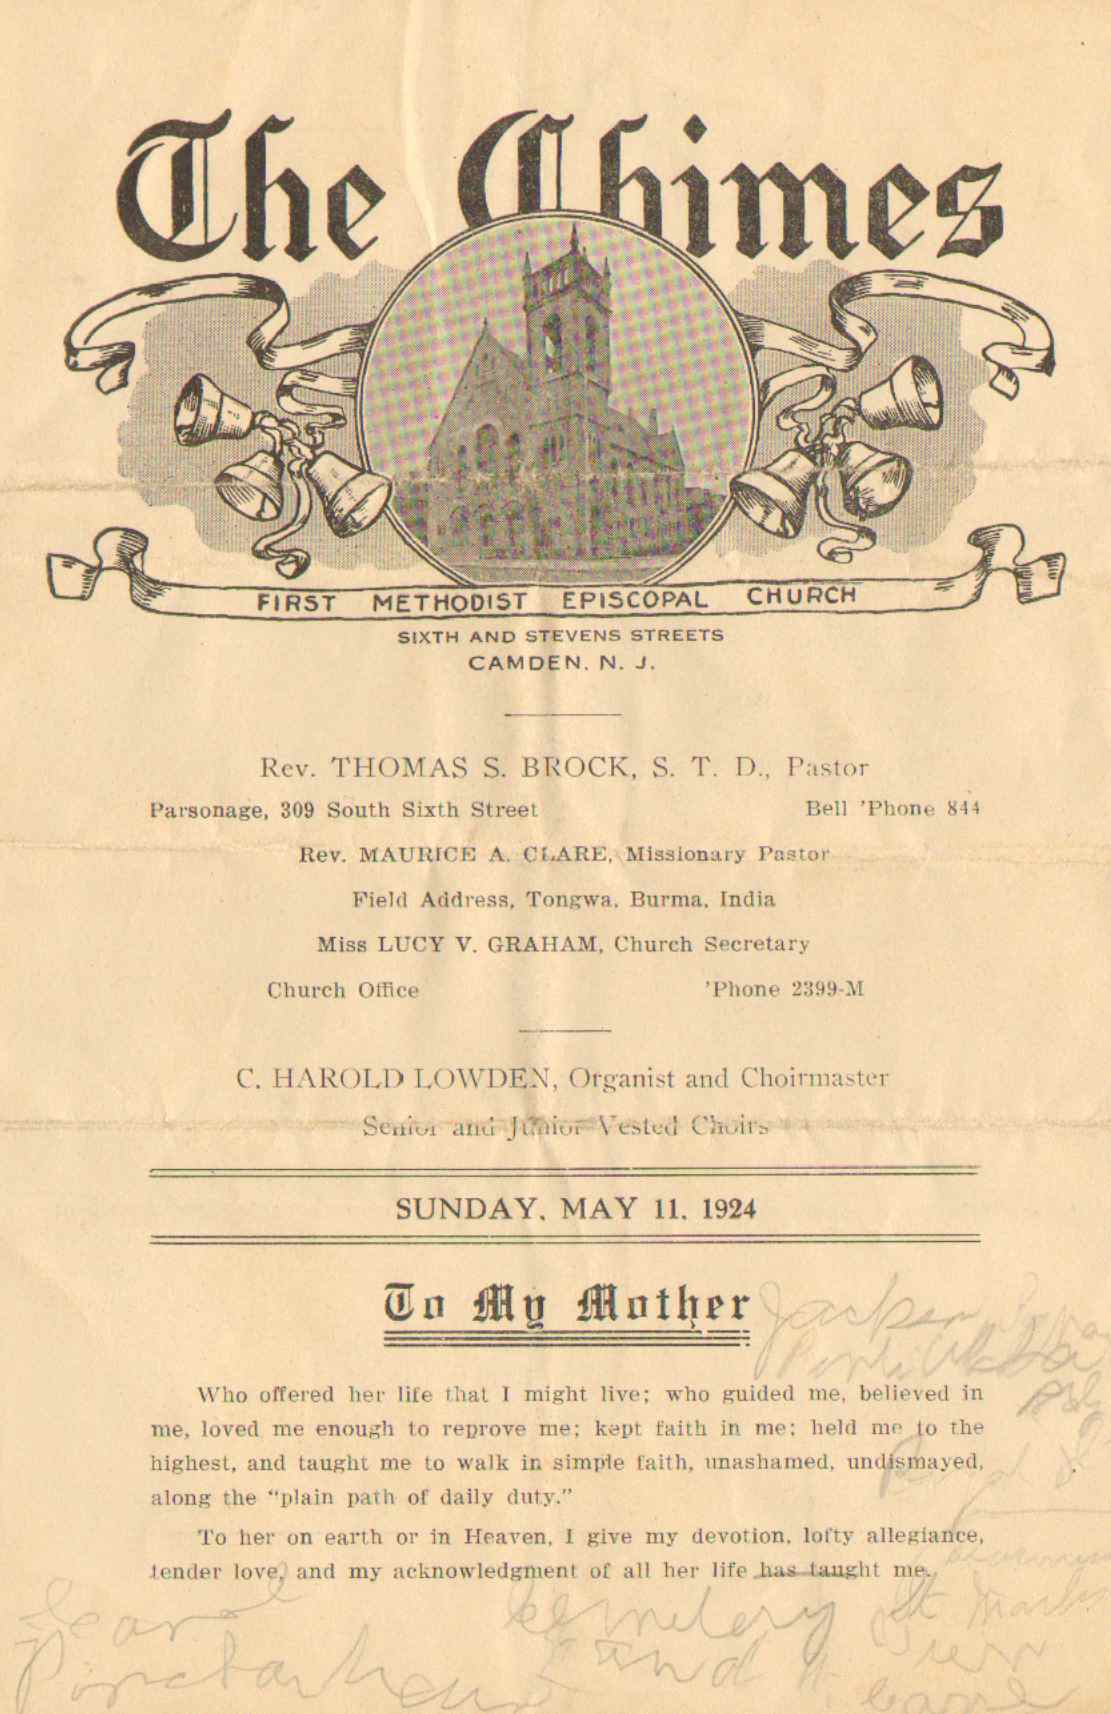 The Chimes
FIRST METHODIST EPISCOPAL CHURCH
SIXTH AND STEVENS STREETS
CAMDEN, N. J.
Rev. THOMAS S. BROCK, S. T. D., Pastor
Parsonage, 309 South Sixth Street Bell 'Phone 844
Rev. MAURICE A. CLARE, Missionary Pastor
Field Address, Tongwa, Burma, India
Miss LUCY V. GRAHAM, Church Secretary
Church Office 'Phone 2399-M
C. HAROLD LOWDEN, Organist and Choirmaster
Senior and Junior Vested Choirs
SUNDAY, MAY 11, 1924
To My Mother
Who offered her life that I might live; who guided me, believed in
me, loved me enough to reprove me; kept faith in me; held me to the
highest, and taught me to walk in simple faith, unashamed, undismayed,
along the "plain path of daily duty."
To her on earth or in Heaven, I give my devotion, lofty allegiance,
tender love, and my acknowledgment of all her life has taught me.
Cemetery
and